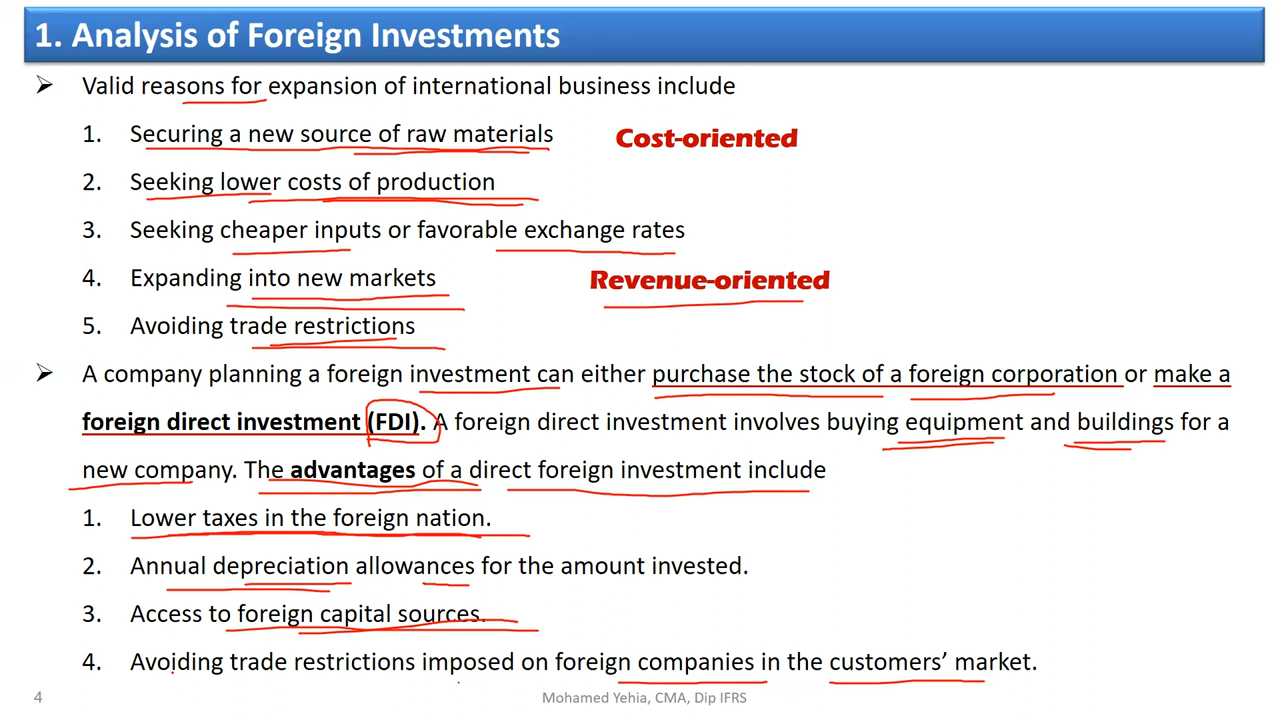 1. Analysis of Foreign Investments
➢ Valid reasons for expansion of international business include
1. Securing a new source of raw materials Cost-oriented
2. Seeking lower costs of production
3. Seeking cheaper inputs or favorable exchange rates
4. Expanding into new markets Revenue-oriented
5. Avoiding trade restrictions
➢ A company planning a foreign investment can either purchase the stock of a foreign corporation or make a
foreign direct investment (FDI). A foreign direct investment involves buying equipment and buildings for a
new company. The advantages of a direct foreign investment include
1. Lower taxes in the foreign nation.
2. Annual depreciation allowances for the amount invested.
3. Access to foreign capital sources.
4. Avoiding trade restrictions imposed on foreign companies in the customers’ market.
4 Mohamed Yehia, CMA, Dip IFRS